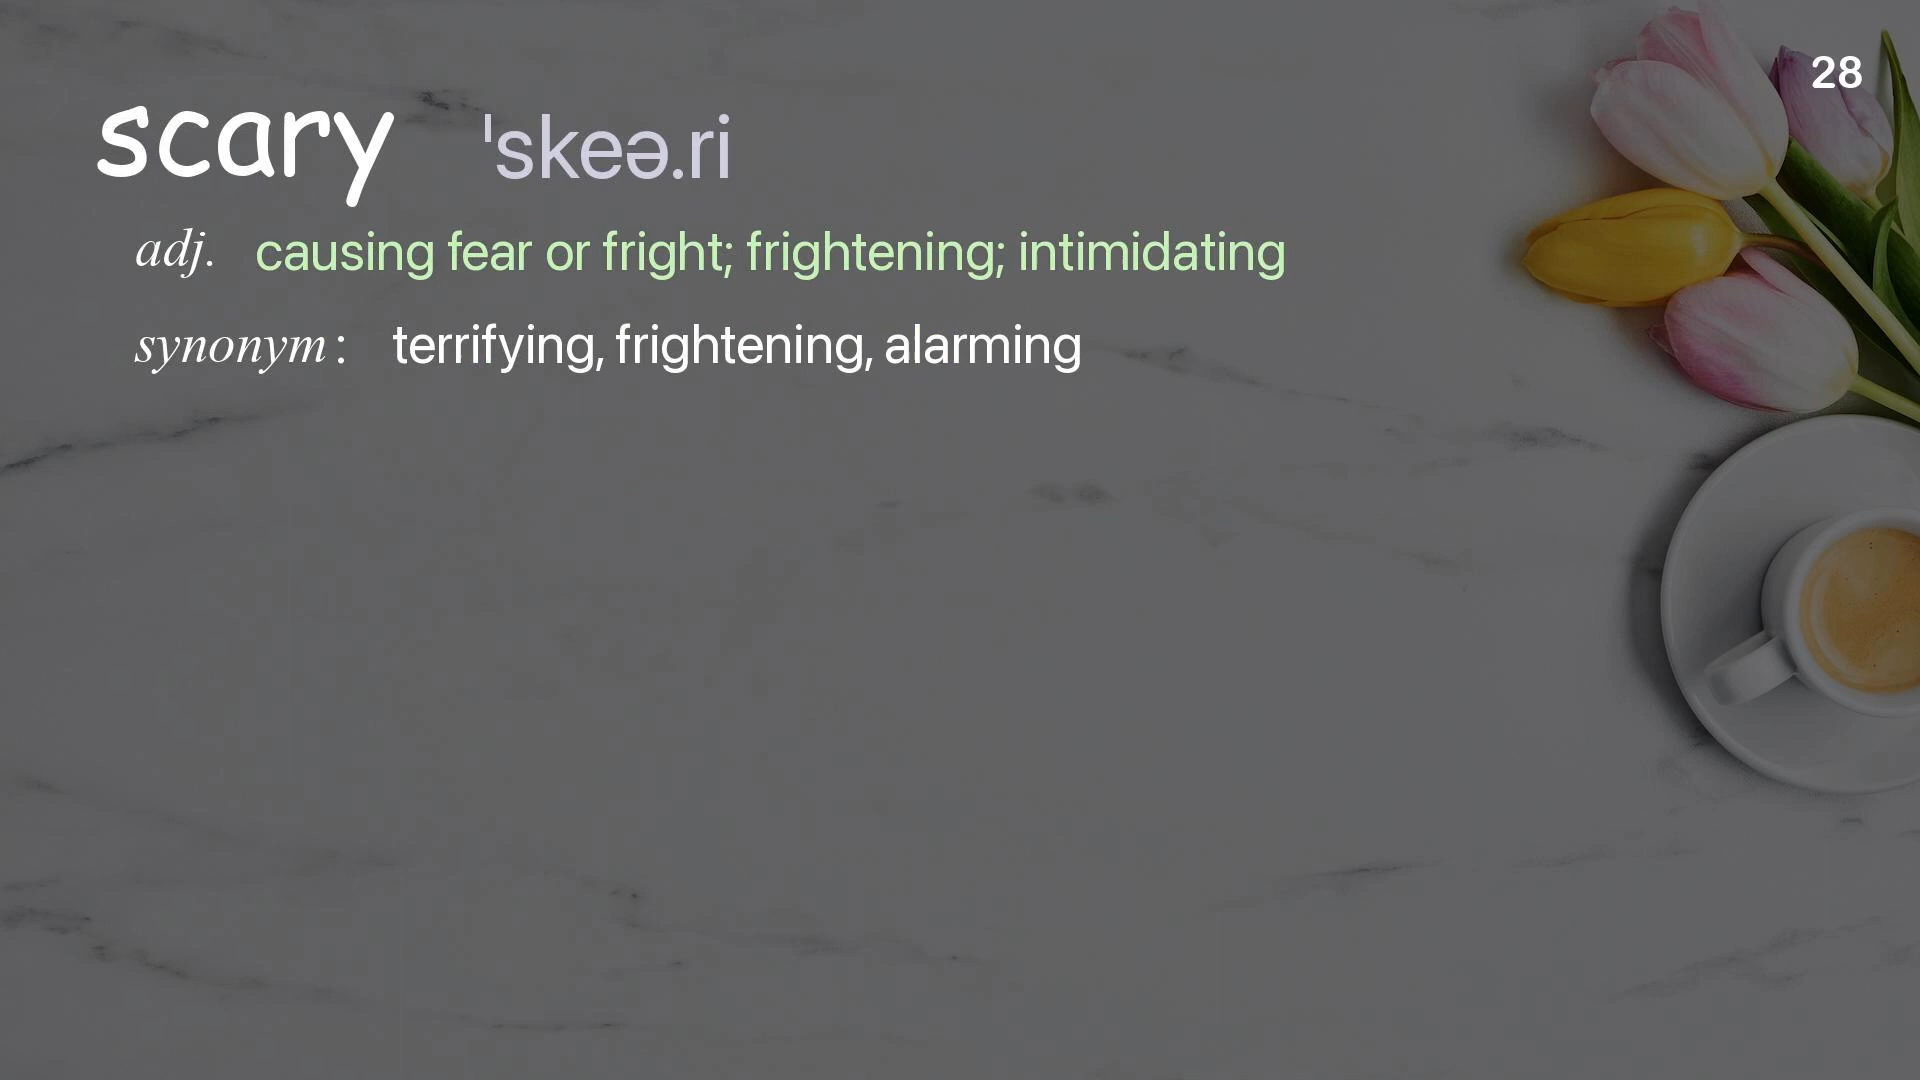 28
scary ˈskeə.ri
adj. causing fear or fright; frightening; intimidating
synonym: terrifying, frightening, alarming